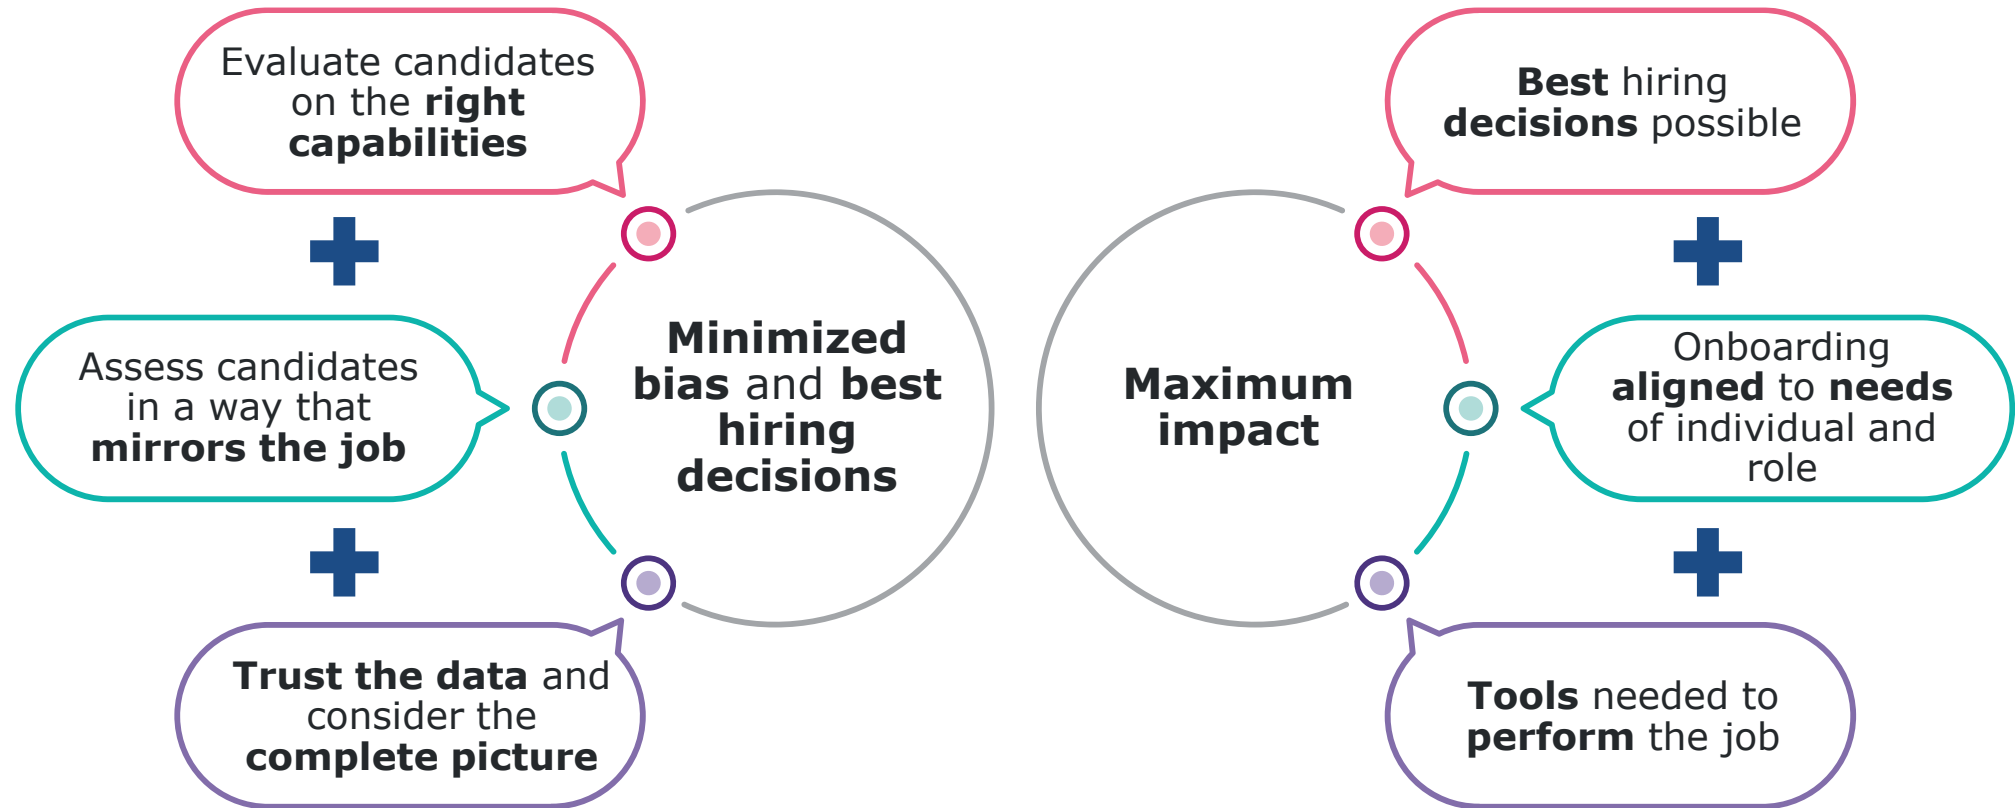 Evaluate candidates
on the right
capabilities
Assess candidates
in a way that
mirrors the job
Trust the data and
consider the
complete picture
Minimized
bias and best
hiring
decisions
Maximum
impact
Best hiring
decisions possible
Onboarding
aligned to needs
of individual and
role
Tools needed to
perform the job